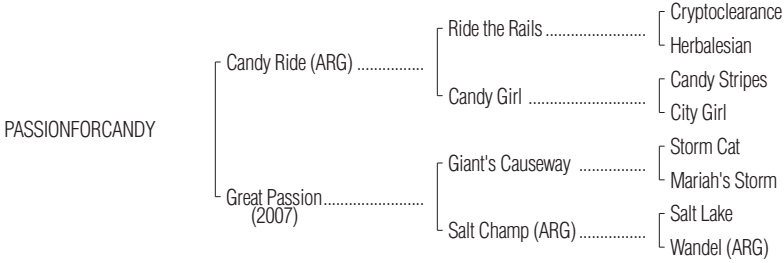 Cryptoclearance
Ride the Rails ........................
Herbalesian
Candy Ride (ARG) ................
Candy Stripes
Candy Girl ............................
City Girl
PASSIONFORCANDY
Storm Cat
Giant's Causeway ................
Mariah's Storm
Great Passion........................
(2007)
Salt Lake
Salt Champ (ARG) ................
Wandel (ARG)